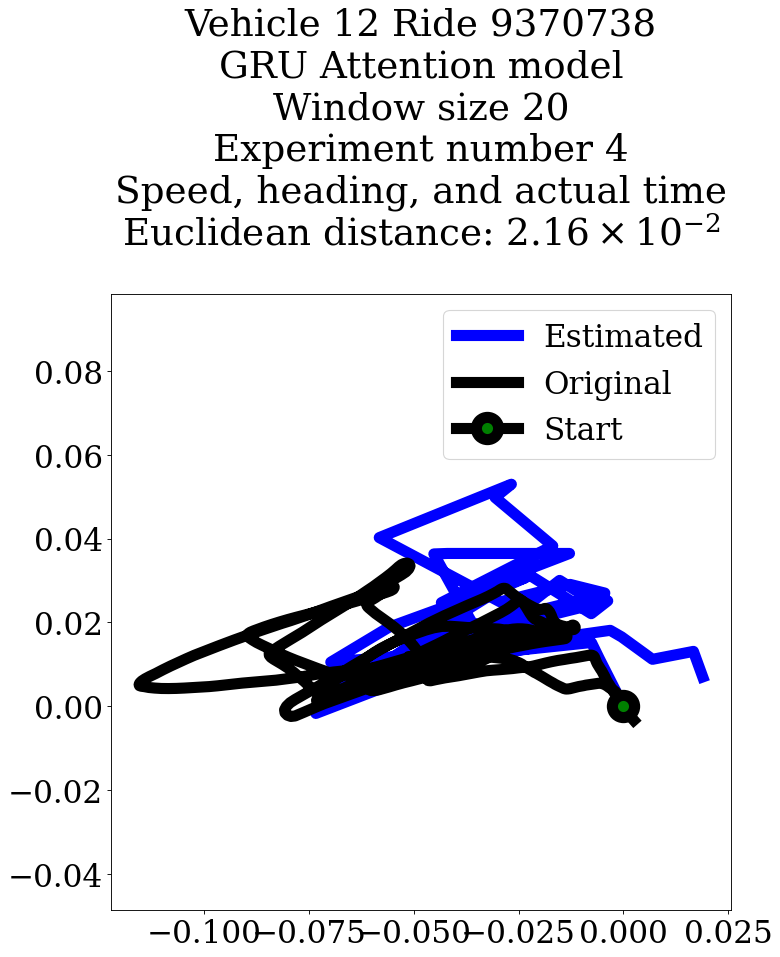 Vehicle 12 Ride 9370738
GRU Attention model
Window size 20
Experiment number 4
Speed, heading, and actual time
Euclidean distance: 2.16 × 10⁻²
Estimated
Original
Start
0.08
0.06
0.04
0.02
0.00
−0.02
−0.04
−0.100 −0.075 −0.050 −0.025 0.000 0.025